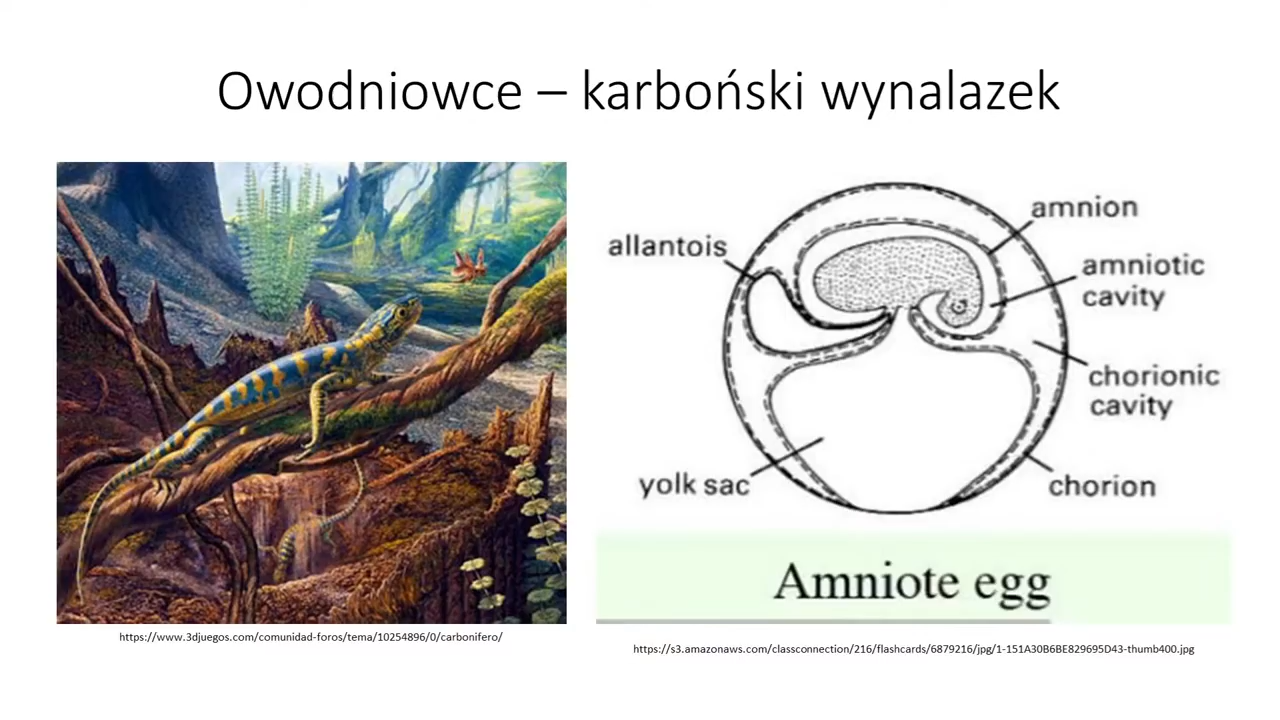 Owodniowce – karboński wynalazek
allantois
amnion
amniotic
cavity
chorionic
cavity
yolk sac
chorion
Amniote egg
https://www.3djuegos.com/comunidad-foros/tema/10254896/0/carbonifero/
https://s3.amazonaws.com/classconnection/216/flashcards/6879216/jpg/1-151A30B6BE829695D43-thumb400.jpg